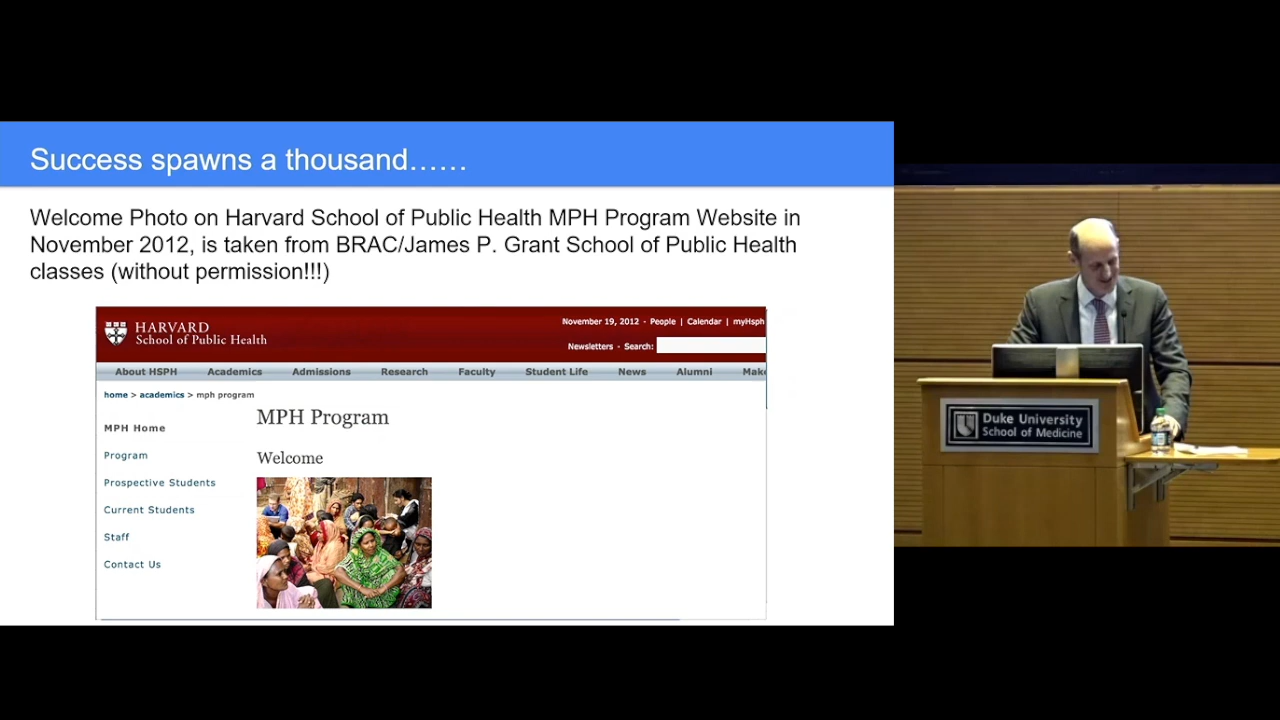 Success spawns a thousand......
Welcome Photo on Harvard School of Public Health MPH Program Website in
November 2012, is taken from BRAC/James P. Grant School of Public Health
classes (without permission!!!)
HARVARD
School of Public Health
November 19, 2012 - People | Calendar | myHsph
Newsletters - Search:
About HSPH Academics Admissions Research Faculty Student Life News Alumni Make
home > academics > mph program
MPH Program
MPH Home
Welcome
Program
Prospective Students
Current Students
Staff
Contact Us
Duke University
School of Medicine